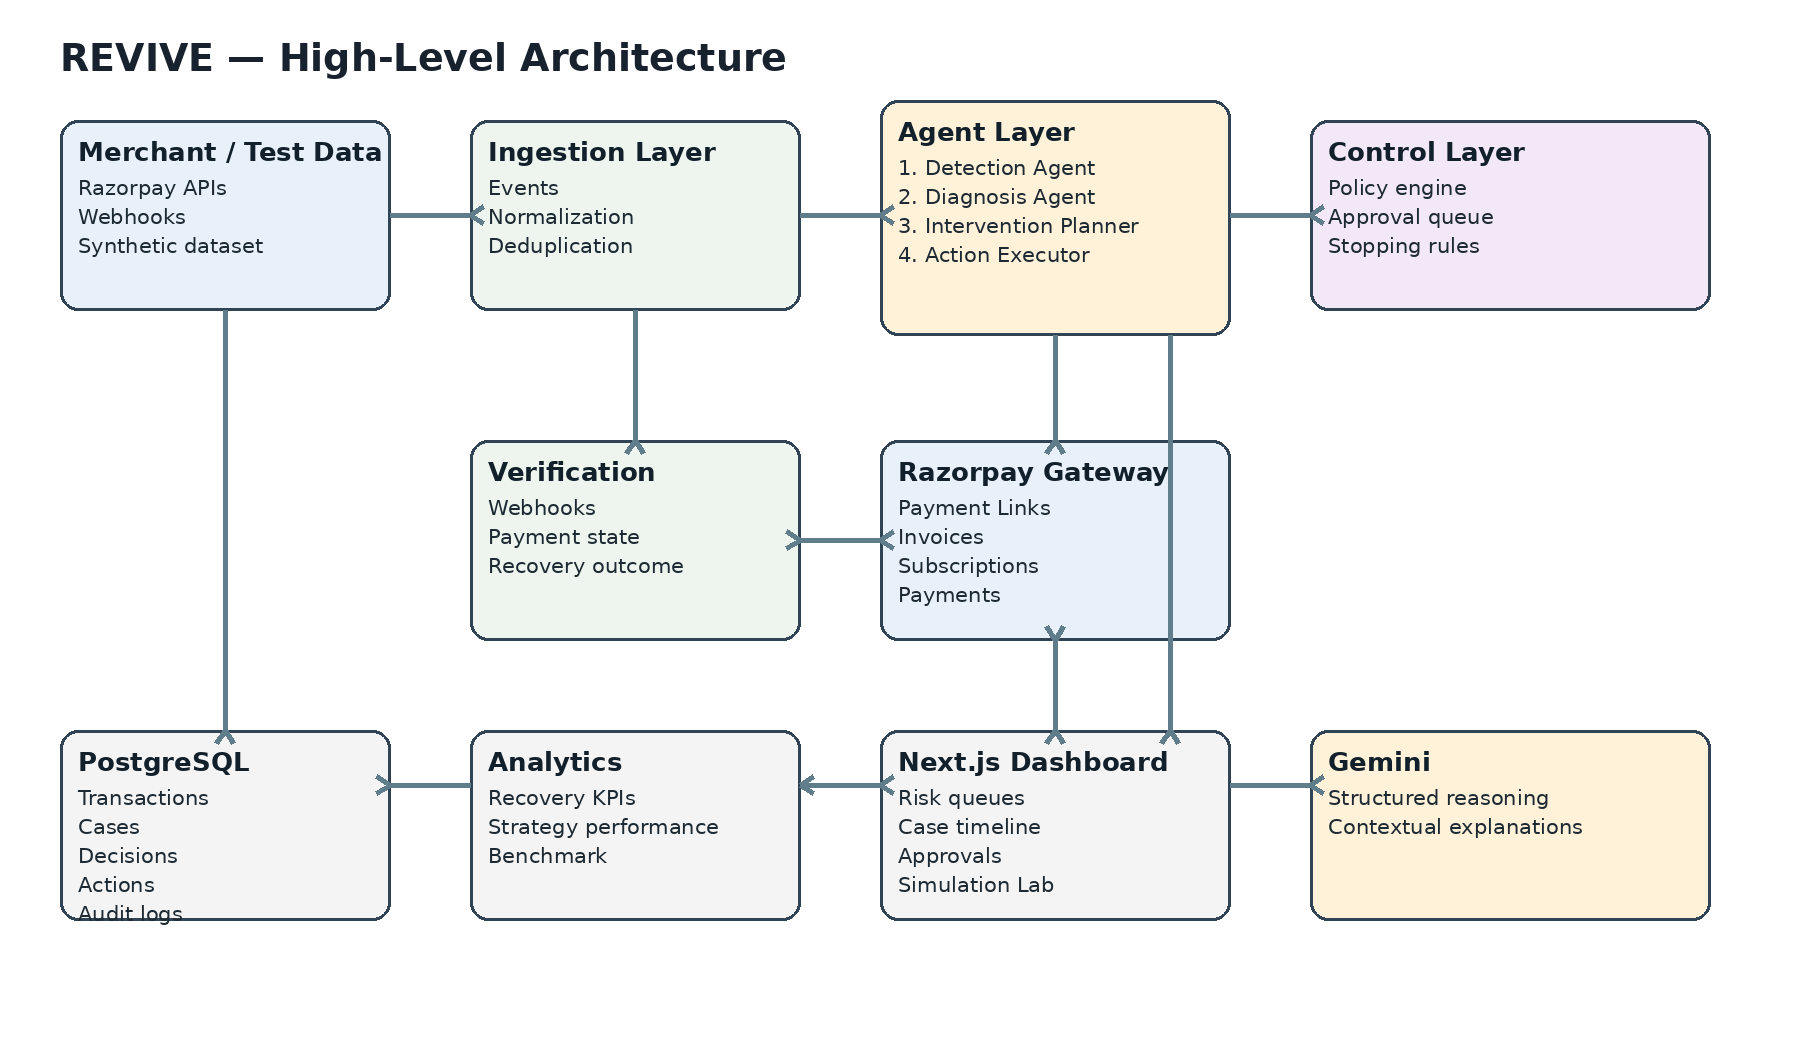 REVIVE — High-Level Architecture
Merchant / Test Data
Razorpay APIs
Webhooks
Synthetic dataset
Ingestion Layer
Events
Normalization
Deduplication
Agent Layer
1. Detection Agent
2. Diagnosis Agent
3. Intervention Planner
4. Action Executor
Control Layer
Policy engine
Approval queue
Stopping rules
Verification
Webhooks
Payment state
Recovery outcome
Razorpay Gateway
Payment Links
Invoices
Subscriptions
Payments
PostgreSQL
Transactions
Cases
Decisions
Actions
Audit logs
Analytics
Recovery KPIs
Strategy performance
Benchmark
Next.js Dashboard
Risk queues
Case timeline
Approvals
Simulation Lab
Gemini
Structured reasoning
Contextual explanations